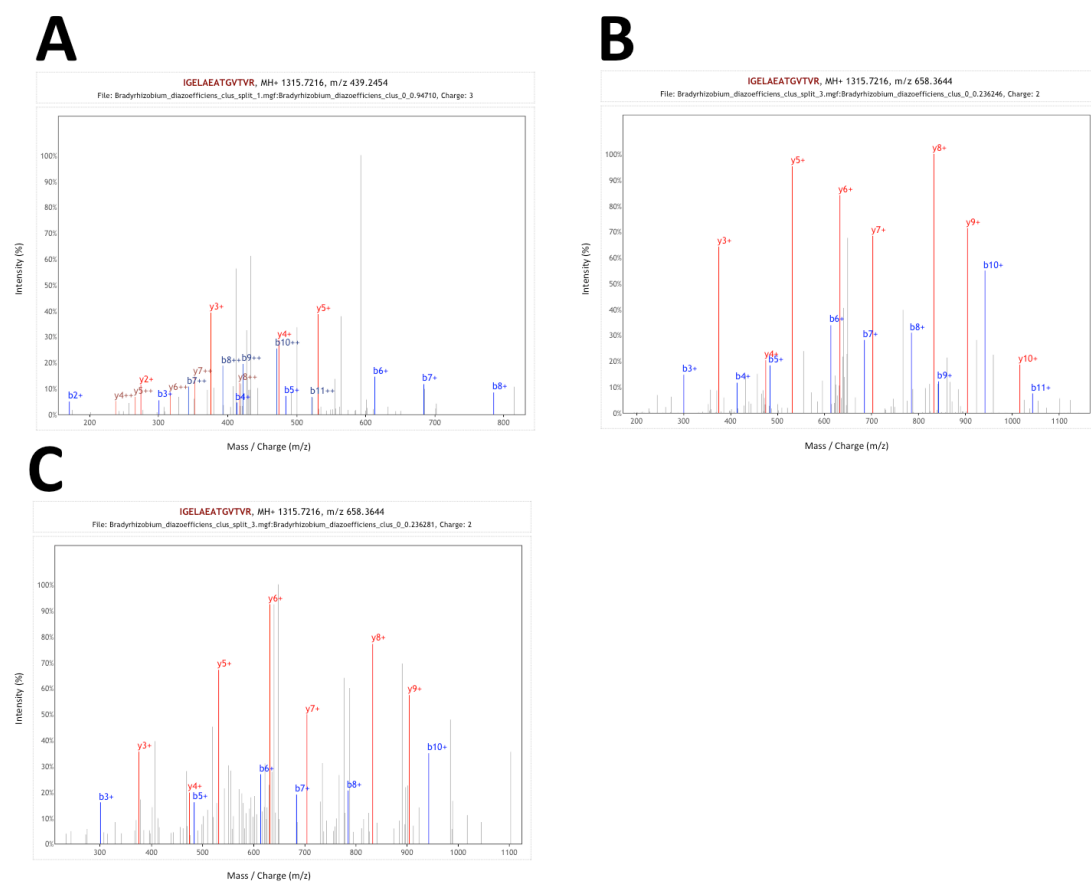 A
IGELAEATGVTVR, MH+ 1315.7216, m/z 439.2454
File: Bradyrhizobium_diazoefficiens_clus_split_1.mgf:Bradyrhizobium_diazoefficiens_clus_0_0.94710, Charge: 3
Intensity (%)
100%
90%
80%
70%
60%
50%
40%
30%
20%
10%
0%
b2+
y4++
y5++
y2+
b3+
y6++
b7++
y7++
y3+
b8++
b4+
b9++
y8++
b10++
y4+
b5+
b11++
y5+
b6+
b7+
b8+
200 300 400 500 600 700 800
Mass / Charge (m/z)
B
IGELAEATGVTVR, MH+ 1315.7216, m/z 658.3644
File: Bradyrhizobium_diazoefficiens_clus_split_3.mgf:Bradyrhizobium_diazoefficiens_clus_0_0.236246, Charge: 2
Intensity (%)
100%
90%
80%
70%
60%
50%
40%
30%
20%
10%
0%
b3+
y3+
b4+
y4+
b5+
y5+
b6+
y6+
b7+
y7+
b8+
y8+
b9+
y9+
b10+
y10+
b11+
300 400 500 600 700 800 900 1000 1100
Mass / Charge (m/z)
C
IGELAEATGVTVR, MH+ 1315.7216, m/z 658.3644
File: Bradyrhizobium_diazoefficiens_clus_split_3.mgf:Bradyrhizobium_diazoefficiens_clus_0_0.236281, Charge: 2
Intensity (%)
100%
90%
80%
70%
60%
50%
40%
30%
20%
10%
0%
b3+
y3+
y4+
b5+
y5+
b6+
y6+
b7+
y7+
b8+
y8+
y9+
b10+
300 400 500 600 700 800 900 1000 1100
Mass / Charge (m/z)